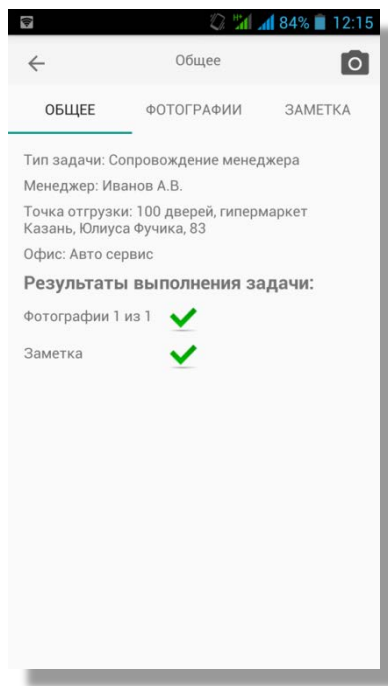 H+ 84% 12:15
Общее
ОБЩЕЕ ФОТОГРАФИИ ЗАМЕТКА
Тип задачи: Сопровождение менеджера
Менеджер: Иванов А.В.
Точка отгрузки: 100 дверей, гипермаркет
Казань, Юлиуса Фучика, 83
Офис: Авто сервис
Результаты выполнения задачи:
Фотографии 1 из 1
Заметка